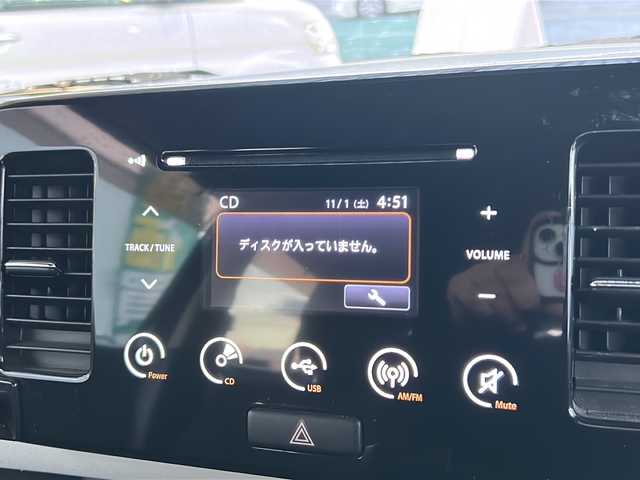 CD 11/1 (土) 4:51
TRACK/TUNE
ディスクが入っていません。
VOLUME
Power
CD
USB
AM/FM
Mute